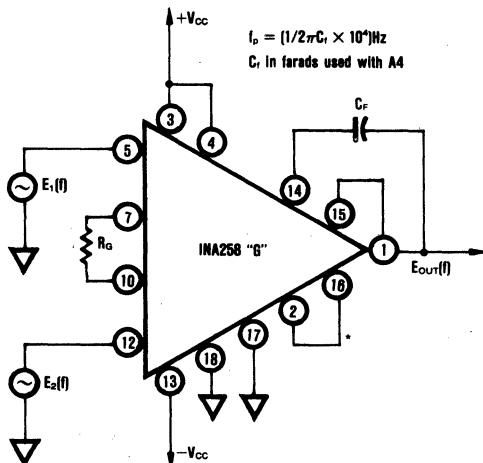 +VCC
fp = (1/2πCf × 10⁴)Hz
Cf in farads used with A4
3
4
CF
5
14
E1(f)
7
15
RG
INA258 "G"
1
10
EOUT(f)
16
2
12
17
*
18
E2(f)
13
−VCC